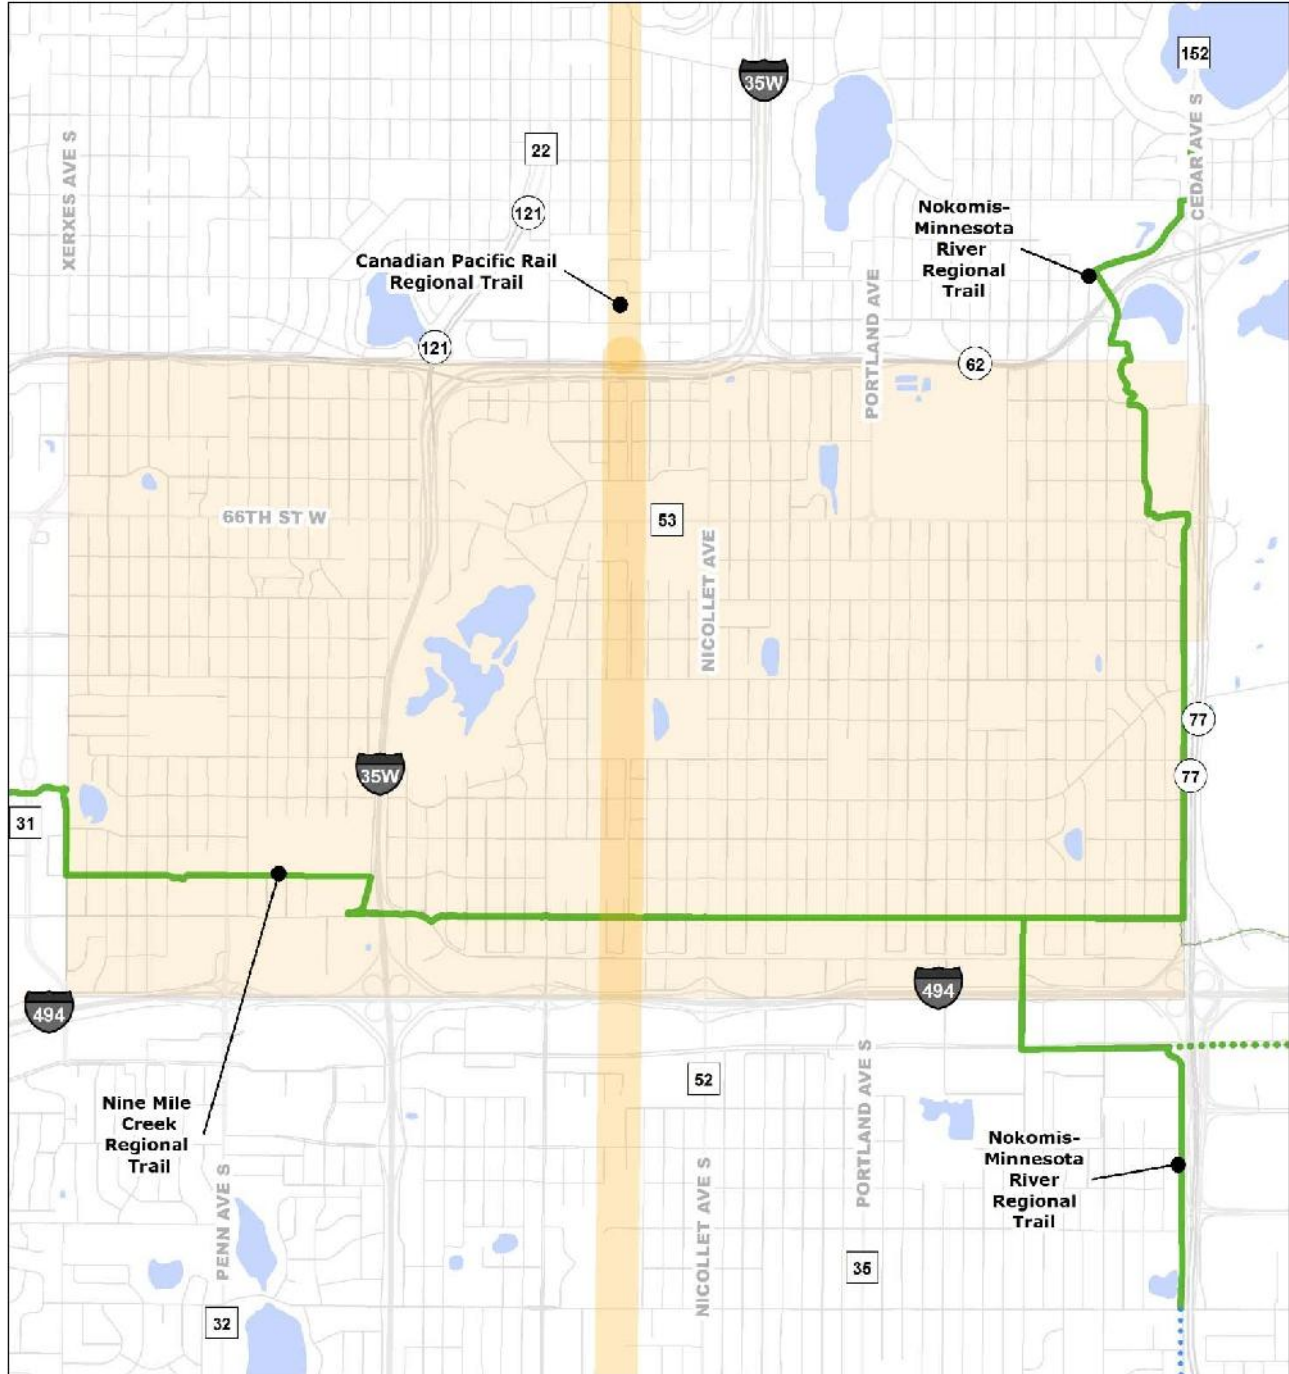 152
35W
CEDAR AVE S
XERXES AVE S
22
121
Nokomis-
Minnesota
River
Regional
Trail
Canadian Pacific Rail
Regional Trail
PORTLAND AVE
121
62
66TH ST W
53
NICOLLET AVE
77
35W
77
31
494
494
PORTLAND AVE S
52
Nine Mile
Creek
Regional
Trail
Nokomis-
Minnesota
River
Regional
Trail
PENN AVE S
NICOLLET AVE S
35
32